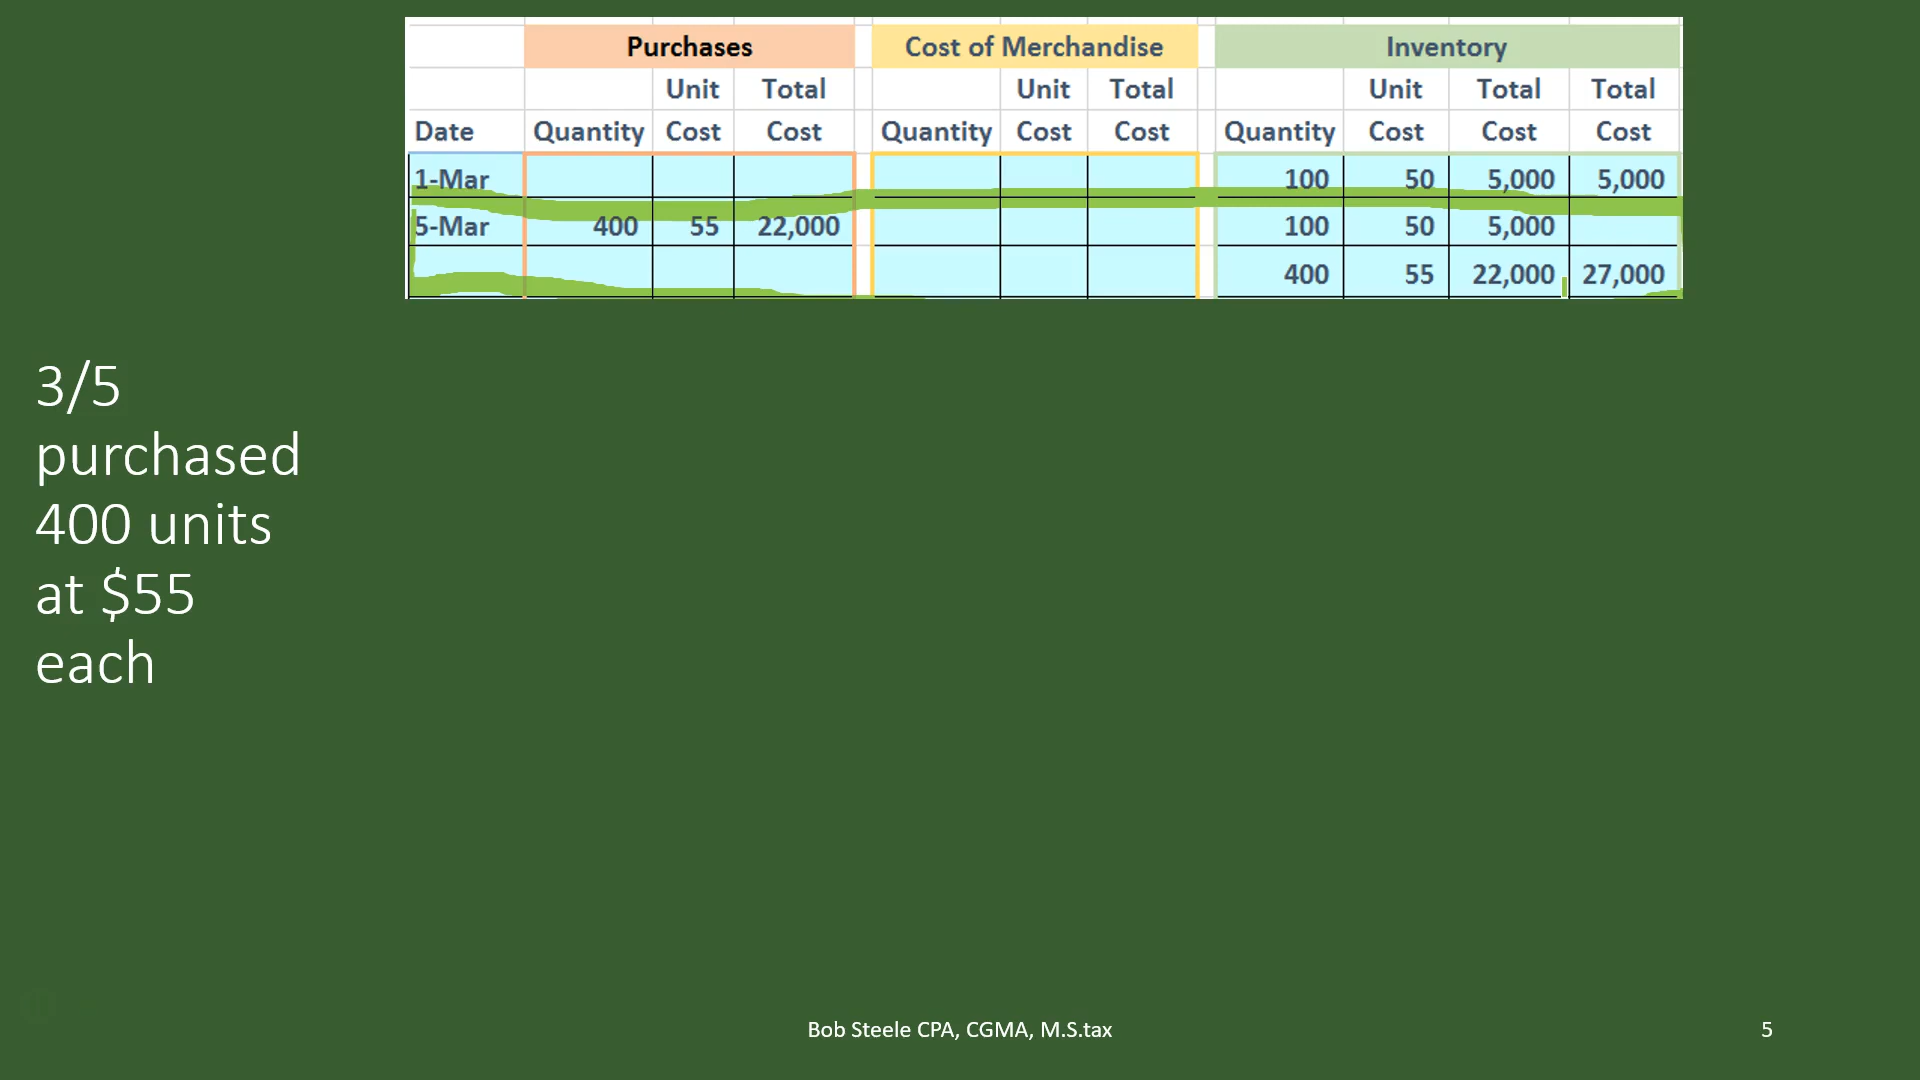 Purchases Cost of Merchandise Inventory
Unit Total Unit Total Unit Total Total
Date Quantity Cost Cost Quantity Cost Cost Quantity Cost Cost Cost
1-Mar 100 50 5,000 5,000
5-Mar 400 55 22,000 100 50 5,000
400 55 22,000 27,000
3/5
purchased
400 units
at $55
each
Bob Steele CPA, CGMA, M.S.tax 5